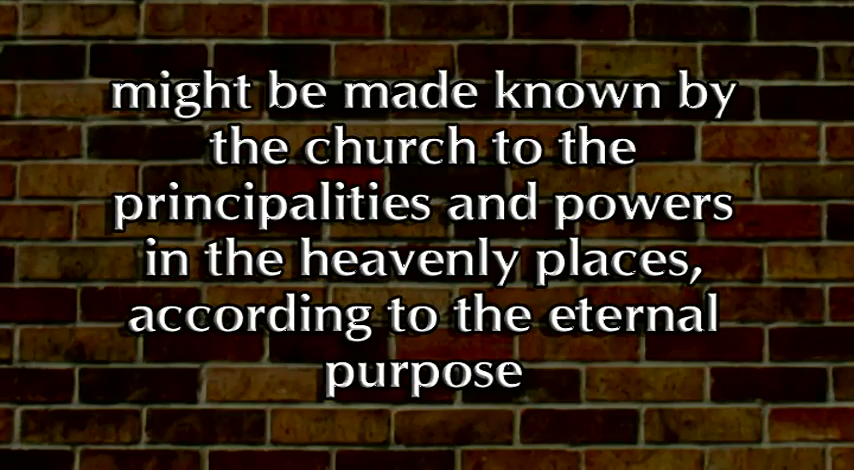 might be made known by
the church to the
principalities and powers
in the heavenly places,
according to the eternal
purpose